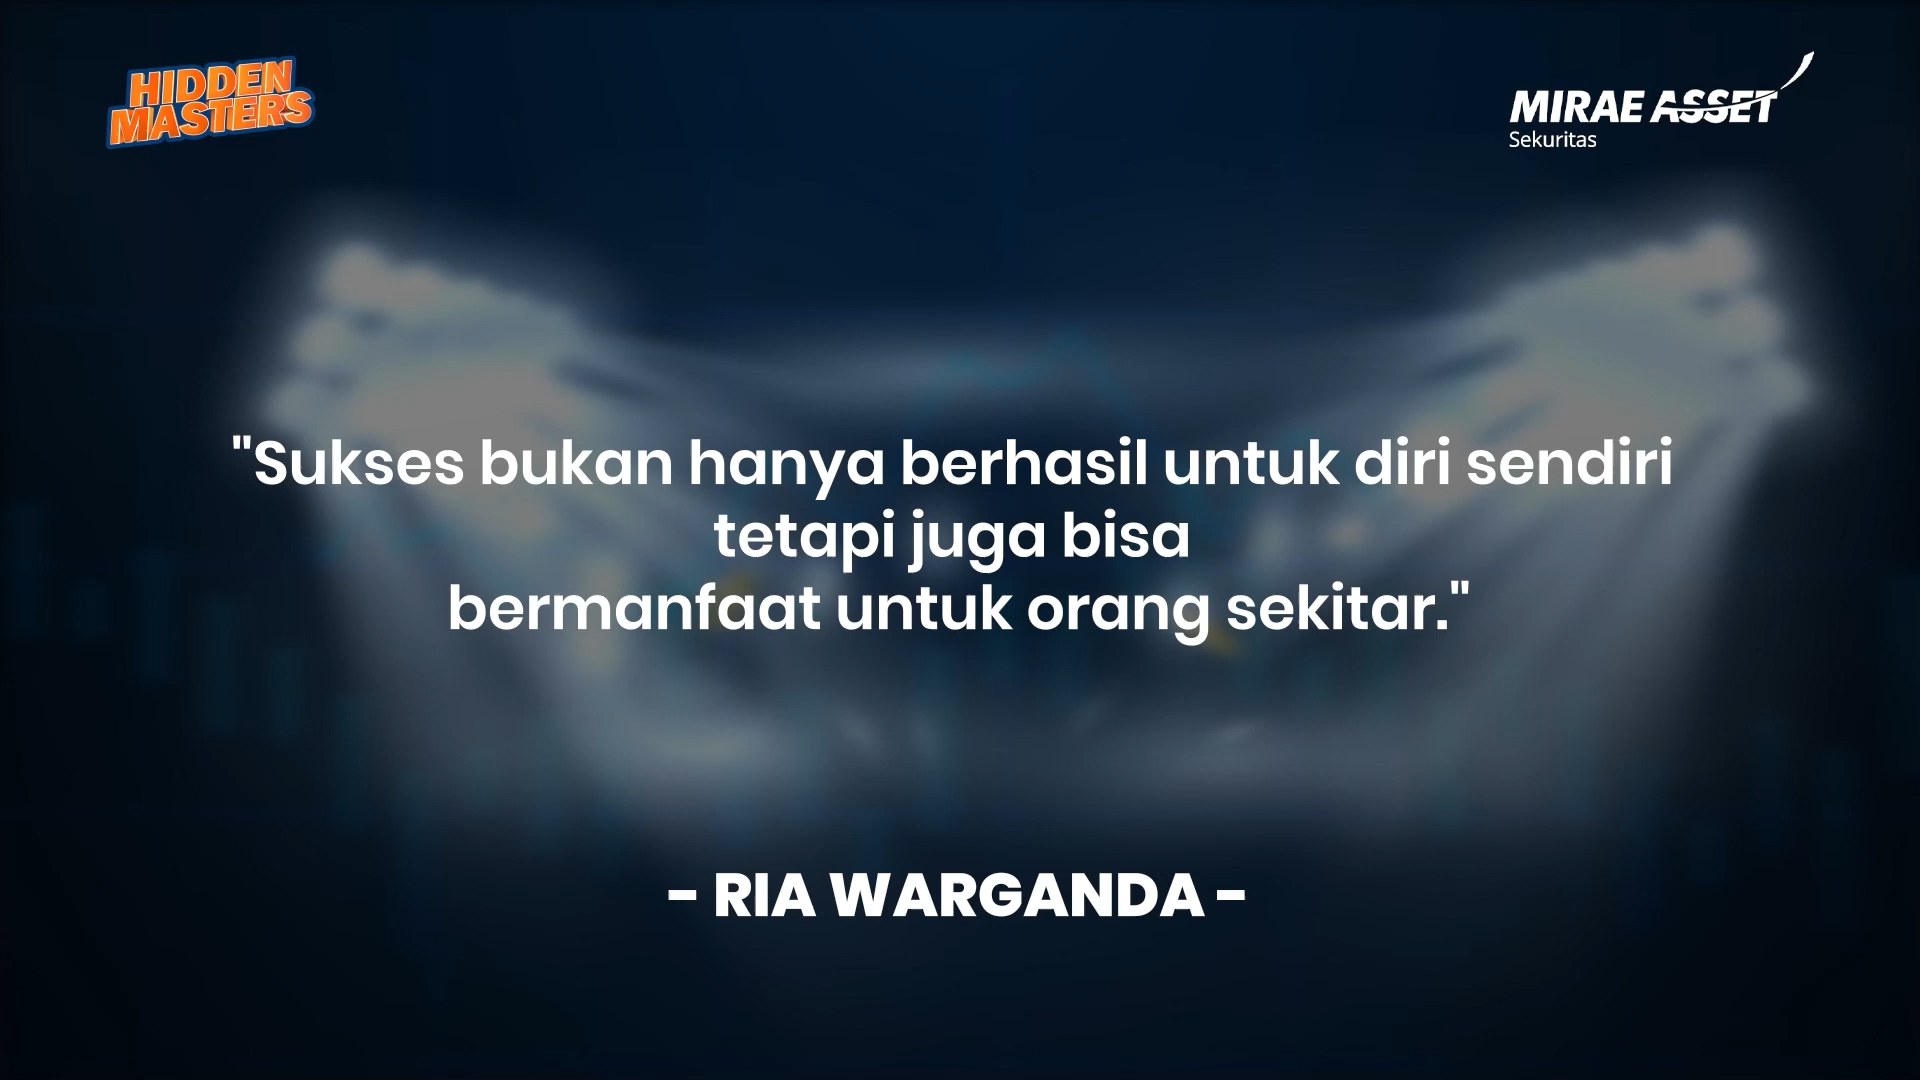 HIDDEN
MASTERS
MIRAE ASSET
Sekuritas
"Sukses bukan hanya berhasil untuk diri sendiri
tetapi juga bisa
bermanfaat untuk orang sekitar."
- RIA WARGANDA -